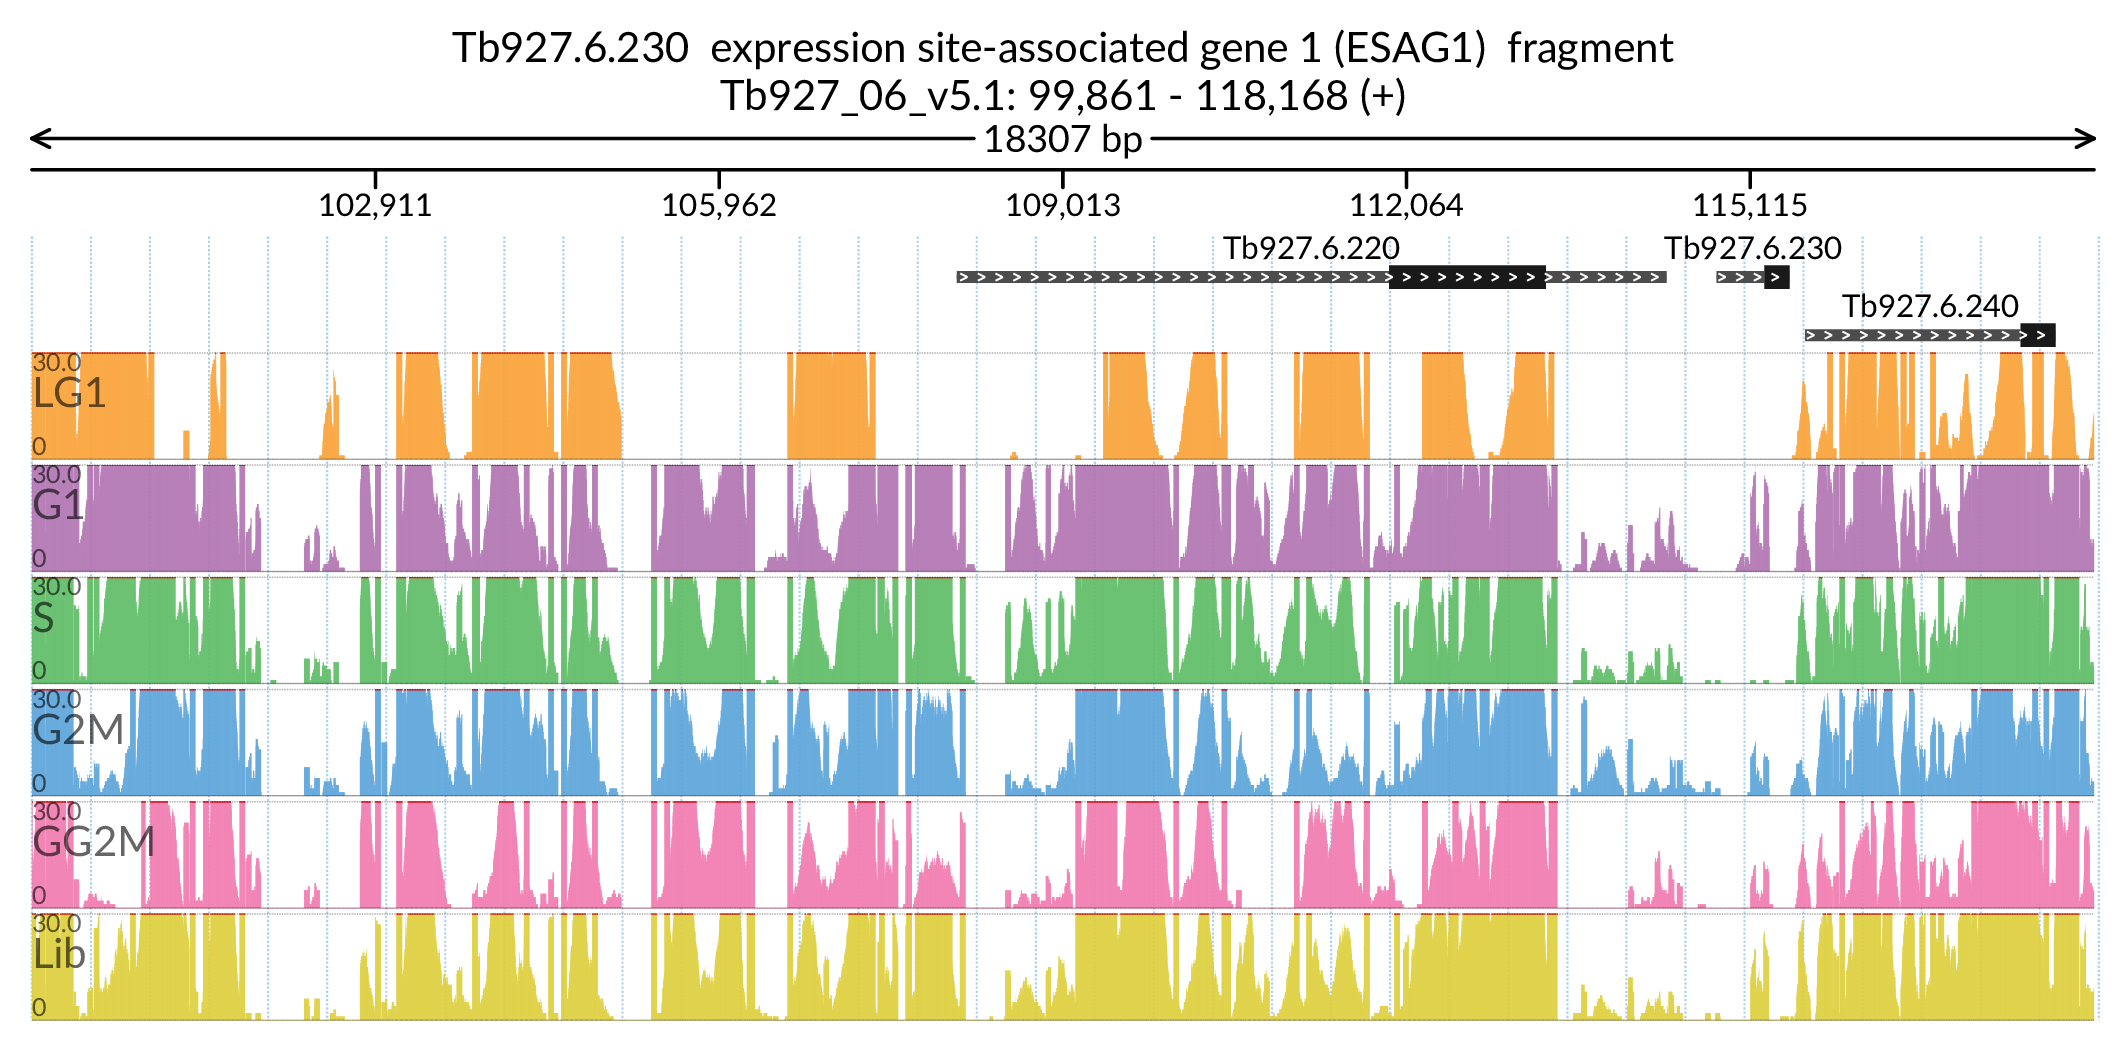 Tb927.6.230  expression site-associated gene 1 (ESAG1)  fragment
Tb927_06_v5.1: 99,861 - 118,168 (+)
18307 bp
102,911 105,962 109,013 112,064 115,115
Tb927.6.220 Tb927.6.230
Tb927.6.240
30.0
LG1
0
30.0
G1
0
30.0
S
0
30.0
G2M
0
30.0
GG2M
0
30.0
Lib
0